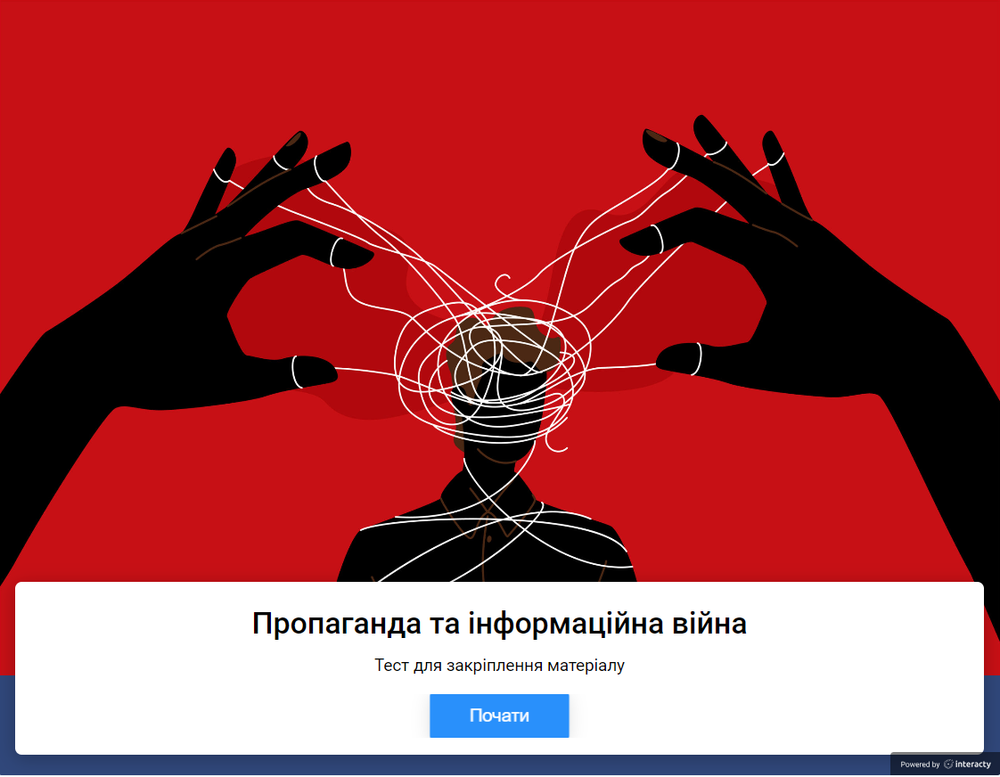 Пропаганда та інформаційна війна
Тест для закріплення матеріалу
Почати
Powered by interacty